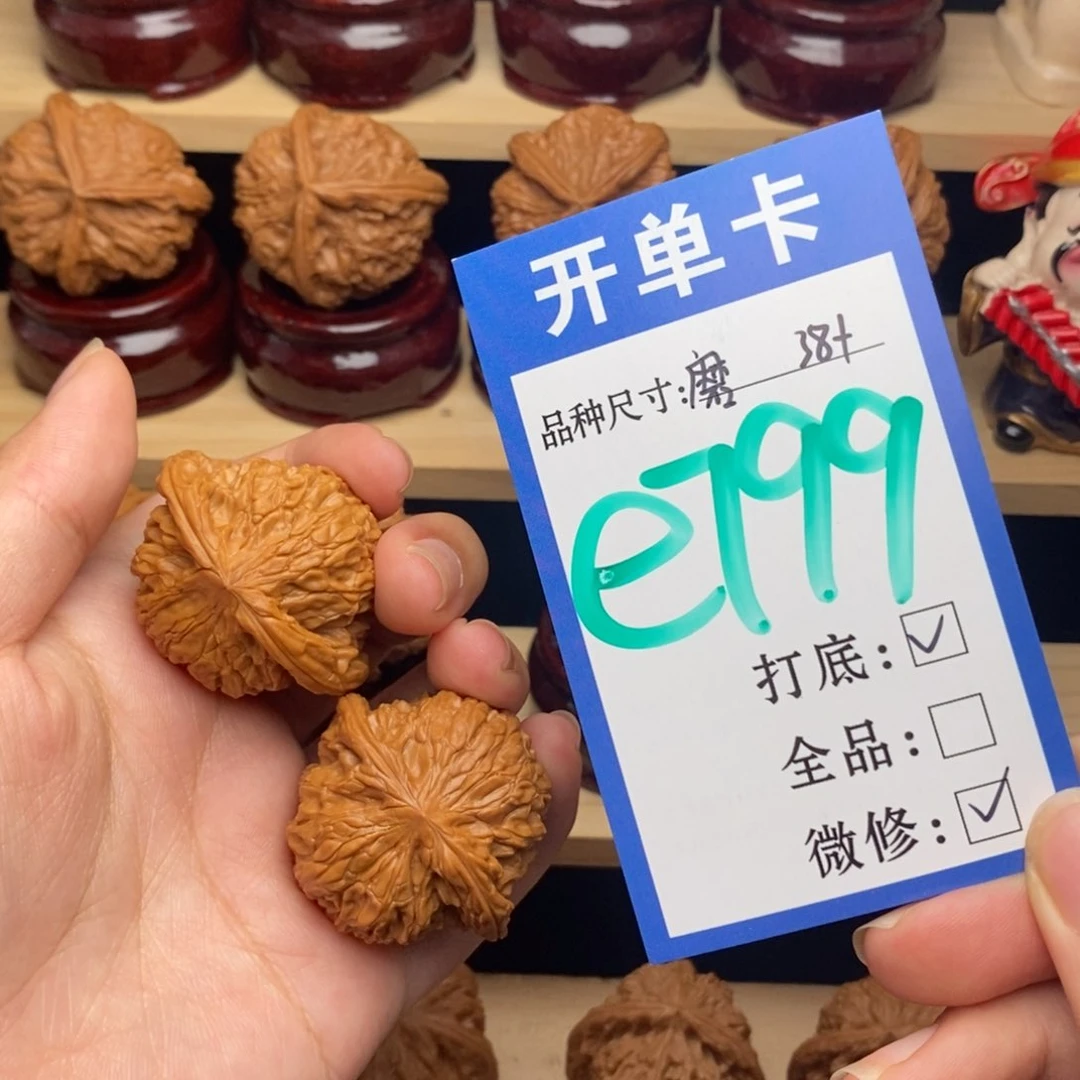 开单卡
品种尺寸:磨 38+
e799
打底: ✓
全品:
微修: ✓